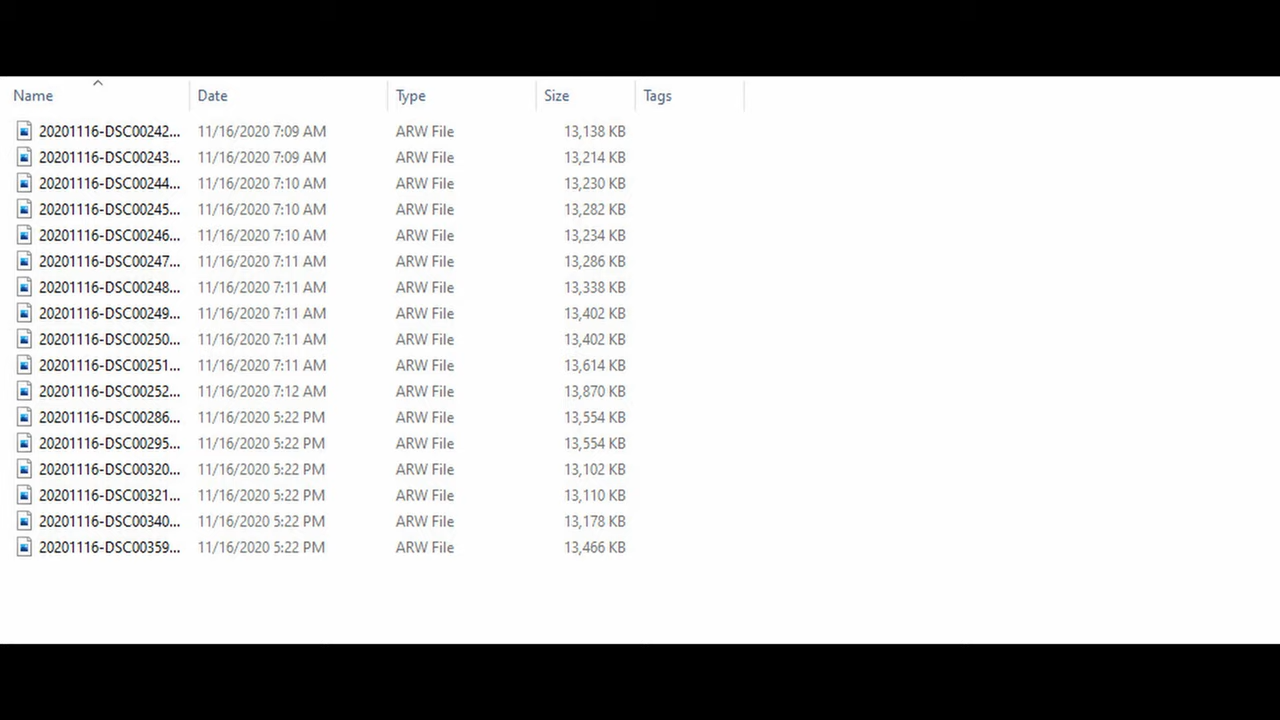 Name Date Type Size Tags
20201116-DSC00242... 11/16/2020 7:09 AM ARW File 13,138 KB
20201116-DSC00243... 11/16/2020 7:09 AM ARW File 13,214 KB
20201116-DSC00244... 11/16/2020 7:10 AM ARW File 13,230 KB
20201116-DSC00245... 11/16/2020 7:10 AM ARW File 13,282 KB
20201116-DSC00246... 11/16/2020 7:10 AM ARW File 13,234 KB
20201116-DSC00247... 11/16/2020 7:11 AM ARW File 13,286 KB
20201116-DSC00248... 11/16/2020 7:11 AM ARW File 13,338 KB
20201116-DSC00249... 11/16/2020 7:11 AM ARW File 13,402 KB
20201116-DSC00250... 11/16/2020 7:11 AM ARW File 13,402 KB
20201116-DSC00251... 11/16/2020 7:11 AM ARW File 13,614 KB
20201116-DSC00252... 11/16/2020 7:12 AM ARW File 13,870 KB
20201116-DSC00286... 11/16/2020 5:22 PM ARW File 13,554 KB
20201116-DSC00295... 11/16/2020 5:22 PM ARW File 13,554 KB
20201116-DSC00320... 11/16/2020 5:22 PM ARW File 13,102 KB
20201116-DSC00321... 11/16/2020 5:22 PM ARW File 13,110 KB
20201116-DSC00340... 11/16/2020 5:22 PM ARW File 13,178 KB
20201116-DSC00359... 11/16/2020 5:22 PM ARW File 13,466 KB